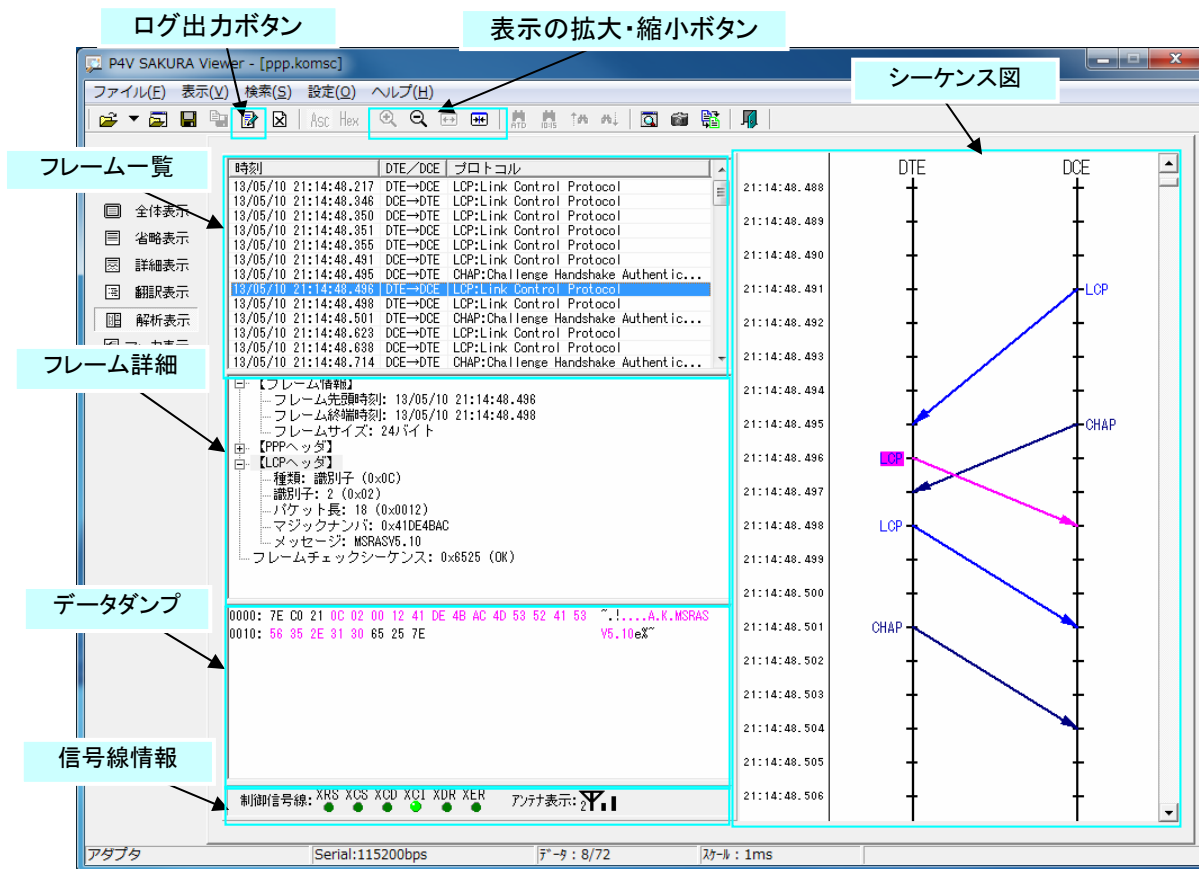 ログ出力ボタン
表示の拡大・縮小ボタン
P4V SAKURA Viewer - [ppp.komsc]
シーケンス図
ファイル(F) 表示(V) 検索(S) 設定(O) ヘルプ(H)
Asc Hex
フレーム一覧
時刻 DTE／DCE プロトコル
13/05/10 21:14:48.217 DTE→DCE LCP:Link Control Protocol
13/05/10 21:14:48.346 DCE→DTE LCP:Link Control Protocol
13/05/10 21:14:48.350 DCE→DTE LCP:Link Control Protocol
13/05/10 21:14:48.351 DTE→DCE LCP:Link Control Protocol
13/05/10 21:14:48.355 DTE→DCE LCP:Link Control Protocol
13/05/10 21:14:48.491 DCE→DTE LCP:Link Control Protocol
13/05/10 21:14:48.495 DCE→DTE CHAP:Challenge Handshake Authentic...
13/05/10 21:14:48.496 DTE→DCE LCP:Link Control Protocol
13/05/10 21:14:48.498 DTE→DCE LCP:Link Control Protocol
13/05/10 21:14:48.501 DTE→DCE CHAP:Challenge Handshake Authentic...
13/05/10 21:14:48.623 DCE→DTE LCP:Link Control Protocol
13/05/10 21:14:48.638 DCE→DTE LCP:Link Control Protocol
13/05/10 21:14:48.714 DCE→DTE CHAP:Challenge Handshake Authentic...
全体表示
省略表示
詳細表示
翻訳表示
解析表示
フレーム詳細
【フレーム情報】
フレーム先頭時刻: 13/05/10 21:14:48.496
フレーム終端時刻: 13/05/10 21:14:48.498
フレームサイズ: 24バイト
【PPPヘッダ】
【LCPヘッダ】
種類: 識別子 (0x0C)
識別子: 2 (0x02)
パケット長: 18 (0x0012)
マジックナンバ: 0x41DE4BAC
メッセージ: MSRASV5.10
フレームチェックシーケンス: 0x6525 (OK)
データダンプ
0000: 7E C0 21 0C 02 00 12 41 DE 4B AC 4D 53 52 41 53 ~.!....A.K.MSRAS
0010: 56 35 2E 31 30 65 25 7E V5.10e%~
信号線情報
制御信号線: XRS XCS XCD XCI XDR XER アンテナ表示: 2
DTE DCE
21:14:48.488
21:14:48.489
21:14:48.490
21:14:48.491 LCP
21:14:48.492
21:14:48.493
21:14:48.494
21:14:48.495 CHAP
21:14:48.496 LCP
21:14:48.497
21:14:48.498 LCP
21:14:48.499
21:14:48.500
21:14:48.501 CHAP
21:14:48.502
21:14:48.503
21:14:48.504
21:14:48.505
21:14:48.506
アダプタ Serial:115200bps ﾃﾞｰﾀ : 8/72 ｽｹｰﾙ : 1ms